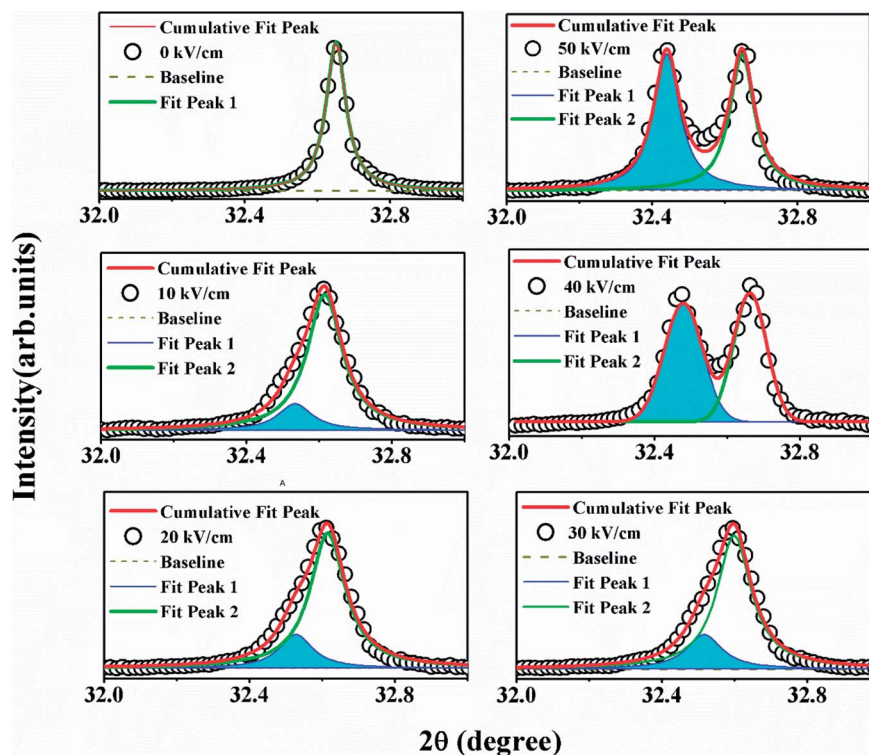 Intensity(arb.units)
Cumulative Fit Peak
0 kV/cm
Baseline
Fit Peak 1
32.0
32.4
32.8
Cumulative Fit Peak
50 kV/cm
Baseline
Fit Peak 1
Fit Peak 2
32.0
32.4
32.8
Cumulative Fit Peak
10 kV/cm
Baseline
Fit Peak 1
Fit Peak 2
32.0
32.4
32.8
A
Cumulative Fit Peak
40 kV/cm
Baseline
Fit Peak 1
Fit Peak 2
32.0
32.4
32.8
Cumulative Fit Peak
20 kV/cm
Baseline
Fit Peak 1
Fit Peak 2
32.0
32.4
32.8
Cumulative Fit Peak
30 kV/cm
Baseline
Fit Peak 1
Fit Peak 2
32.0
32.4
32.8
2θ (degree)